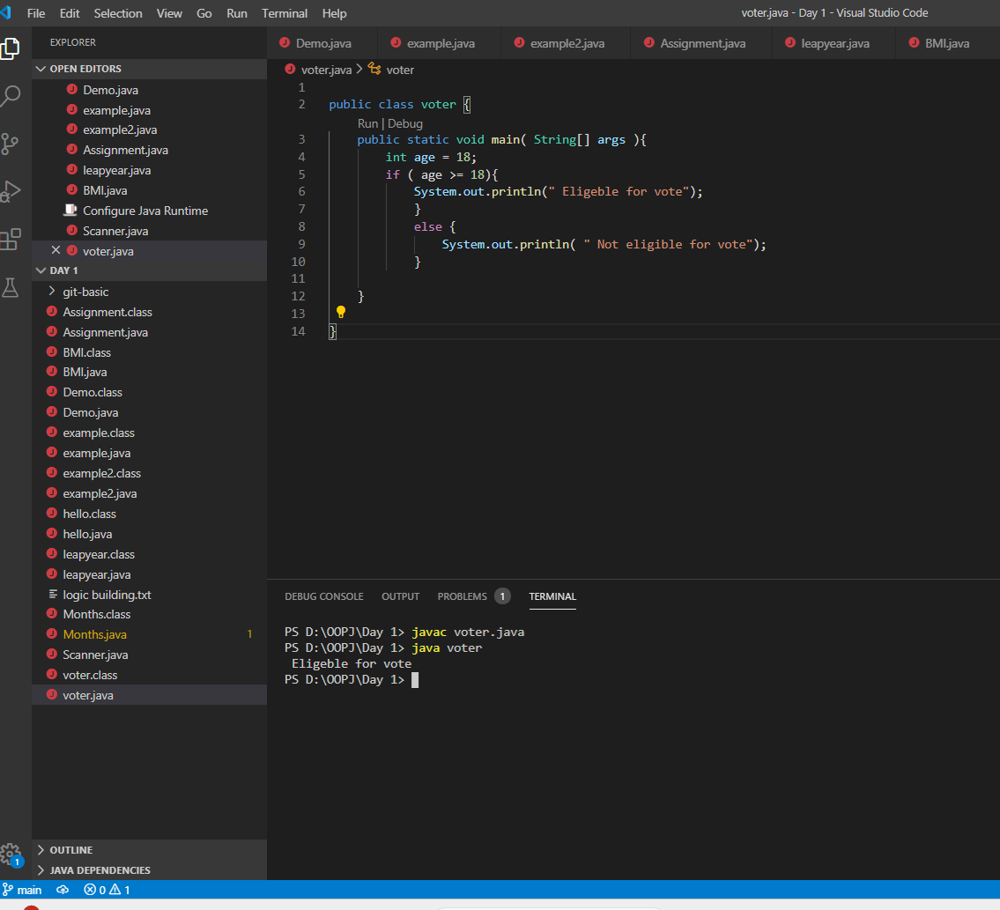 File Edit Selection View Go Run Terminal Help voter.java - Day 1 - Visual Studio Code
EXPLORER
OPEN EDITORS
Demo.java
example.java
example2.java
Assignment.java
leapyear.java
BMI.java
Configure Java Runtime
Scanner.java
voter.java
DAY 1
git-basic
Assignment.class
Assignment.java
BMI.class
BMI.java
Demo.class
Demo.java
example.class
example.java
example2.class
example2.java
hello.class
hello.java
leapyear.class
leapyear.java
logic building.txt
Months.class
Months.java 1
Scanner.java
voter.class
voter.java
OUTLINE
JAVA DEPENDENCIES
Demo.java example.java example2.java Assignment.java leapyear.java BMI.java
voter.java > voter
1
2 public class voter {
Run | Debug
3 public static void main( String[] args ){
4 int age = 18;
5 if ( age >= 18){
6 System.out.println(" Eligeble for vote");
7 }
8 else {
9 System.out.println( " Not eligible for vote");
10 }
11
12 }
13
14 }
DEBUG CONSOLE OUTPUT PROBLEMS 1 TERMINAL
PS D:\OOPJ\Day 1> javac voter.java
PS D:\OOPJ\Day 1> java voter
Eligeble for vote
PS D:\OOPJ\Day 1>
1
main 0 1